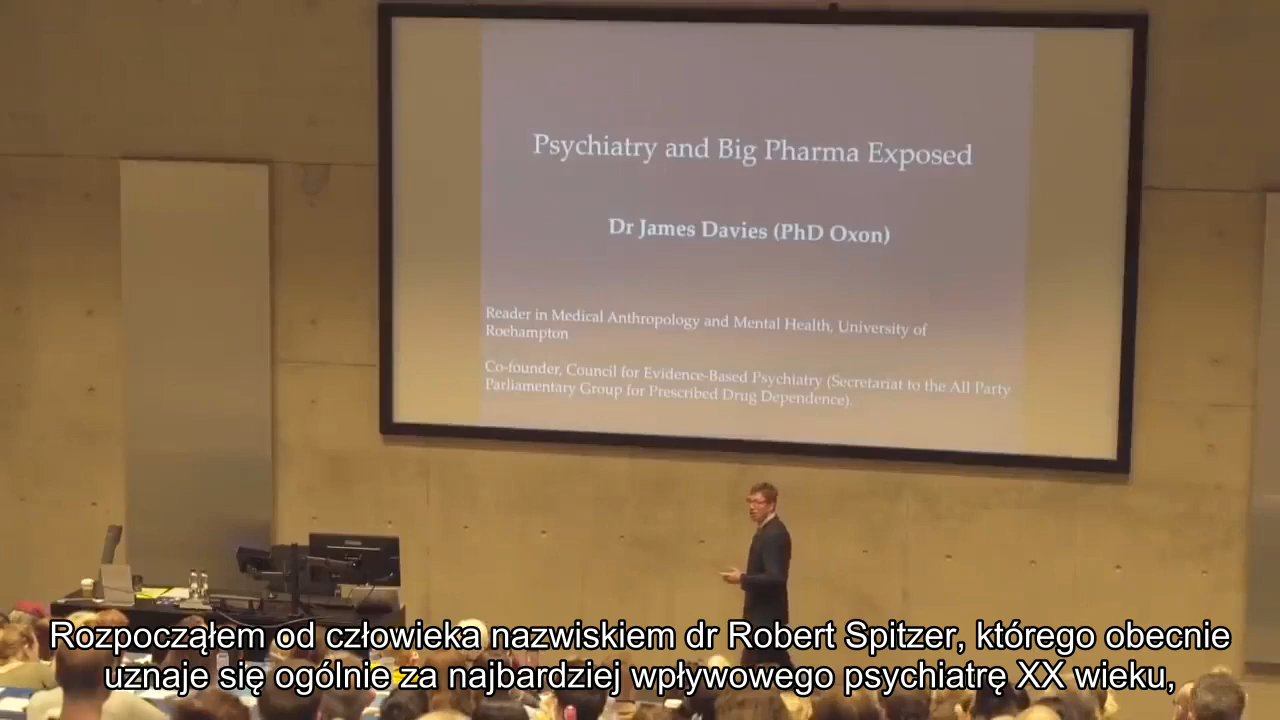 Psychiatry and Big Pharma Exposed
Dr James Davies (PhD Oxon)
Reader in Medical Anthropology and Mental Health, University of
Roehampton
Co-founder, Council for Evidence-Based Psychiatry (Secretariat to the All Party
Parliamentary Group for Prescribed Drug Dependence).
Rozpocząłem od człowieka nazwiskiem dr Robert Spitzer, którego obecnie
uznaje się ogólnie za najbardziej wpływowego psychiatrę XX wieku,